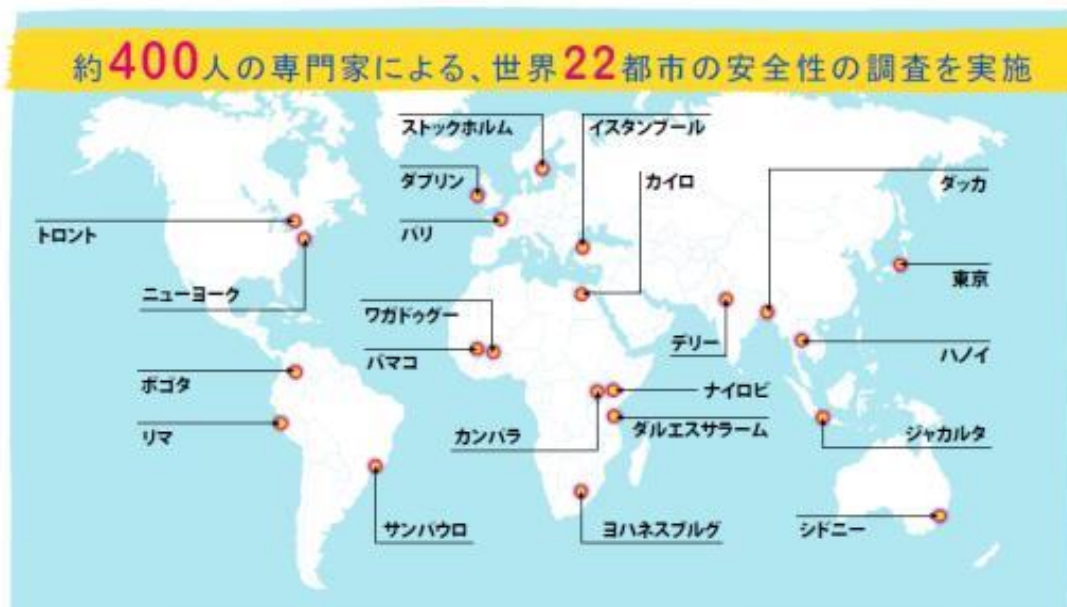 約400人の専門家による、世界22都市の安全性の調査を実施
ストックホルム
イスタンブール
ダブリン
カイロ
ダッカ
トロント
パリ
東京
ニューヨーク
ワガドゥグー
デリー
ハノイ
バマコ
ボゴタ
ナイロビ
リマ
カンパラ
ダルエスサラーム
ジャカルタ
サンパウロ
ヨハネスブルグ
シドニー